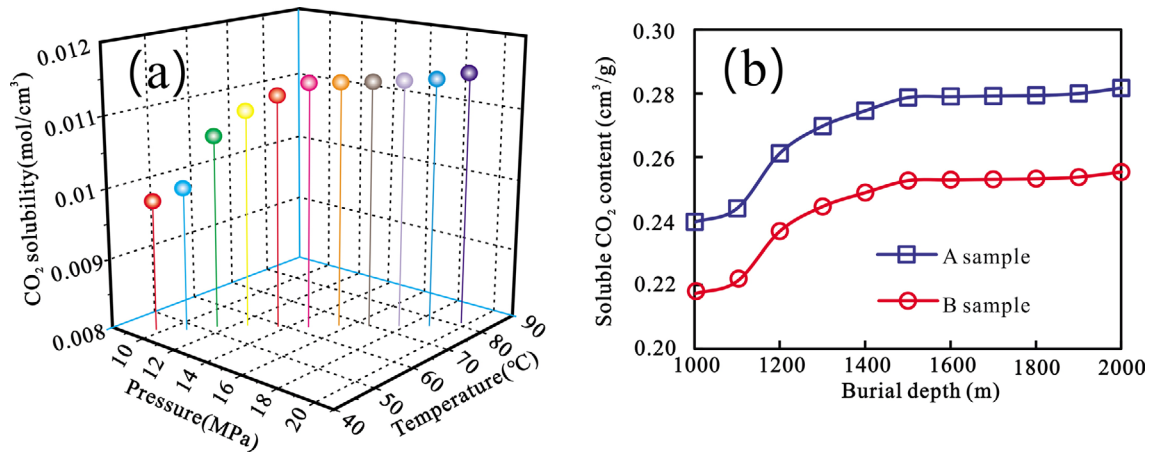 (a)
CO₂ solubility(mol/cm³)
0.012
0.011
0.01
0.009
0.008
10
12
14
16
18
20
Pressure(MPa)
40
50
60
70
80
90
Temperature(℃)
(b)
Soluble CO₂ content (cm³/g)
0.30
0.28
0.26
0.24
0.22
0.20
A sample
B sample
1000 1200 1400 1600 1800 2000
Burial depth (m)